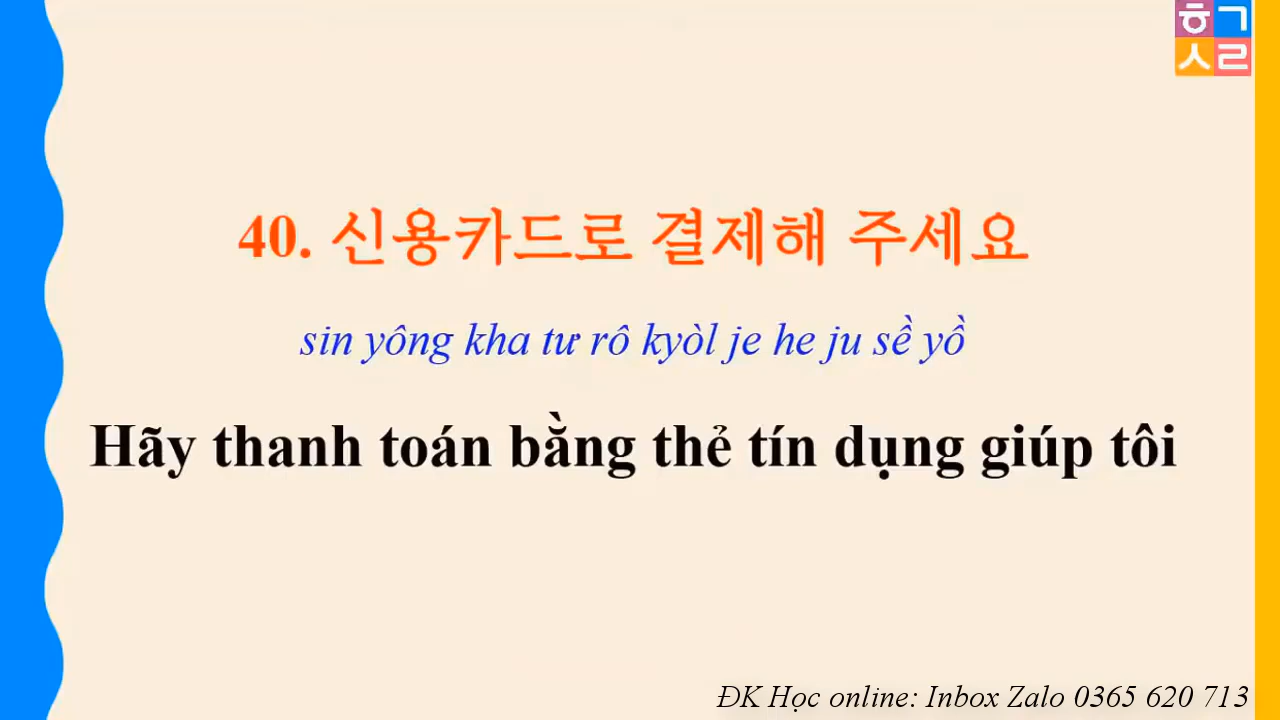 ㅎㄱ
ㅅㄹ
40. 신용카드로 결제해 주세요
sin yông kha tư rô kyòl je he ju sề yồ
Hãy thanh toán bằng thẻ tín dụng giúp tôi
ĐK Học online: Inbox Zalo 0365 620 713